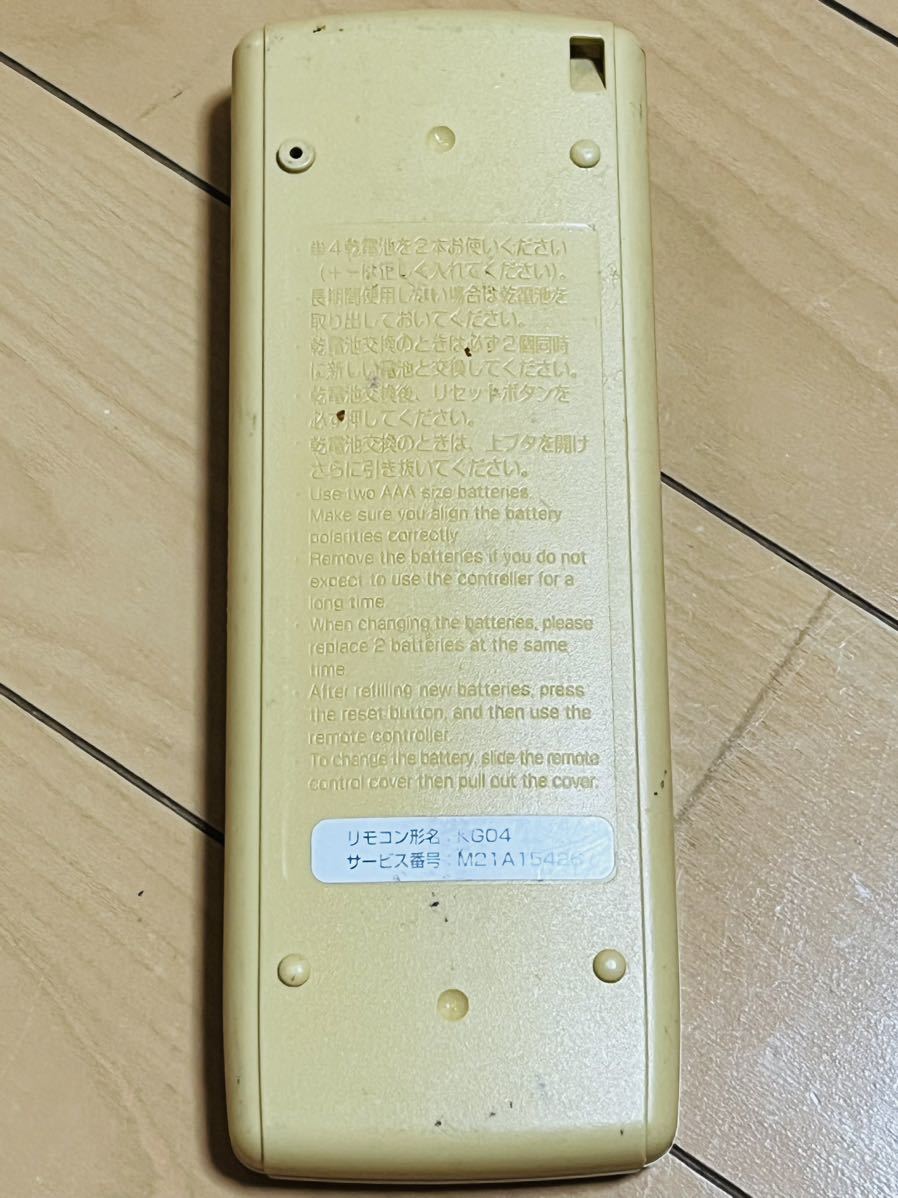 ・単4乾電池を2本お使いください
（＋－は正しく入れてください）。
・長期間使用しない場合は乾電池を
取り出しておいてください。
・乾電池交換のときは必ず2個同時
に新しい電池と交換してください。
・乾電池交換後、リセットボタンを
必ず押してください。
・乾電池交換のときは、上ブタを開け
さらに引き抜いてください。
・Use two AAA size batteries.
Make sure you align the battery
polarities correctly.
・Remove the batteries if you do not
expect to use the controller for a
long time.
・When changing the batteries, please
replace 2 batteries at the same
time.
・After refilling new batteries, press
the reset button, and then use the
remote controller.
・To change the battery, slide the remote
control cover then pull out the cover.
リモコン形名：KG04
サービス番号：M21A15426